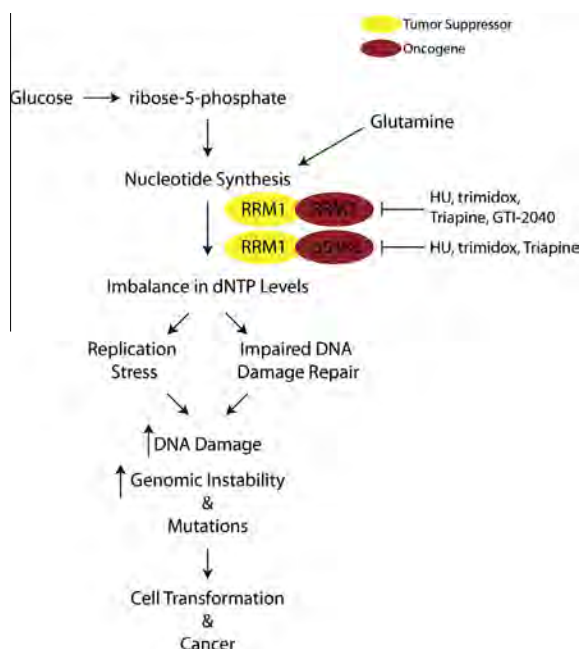 Tumor Suppressor
Oncogene
Glucose
ribose-5-phosphate
Glutamine
Nucleotide Synthesis
RRM1
RRM2
HU, trimidox,
Triapine, GTI-2040
RRM1
HU, trimidox, Triapine
Imbalance in dNTP Levels
Replication
Stress
Impaired DNA
Damage Repair
DNA Damage
Genomic Instability
&
Mutations
Cell Transformation
&
Cancer